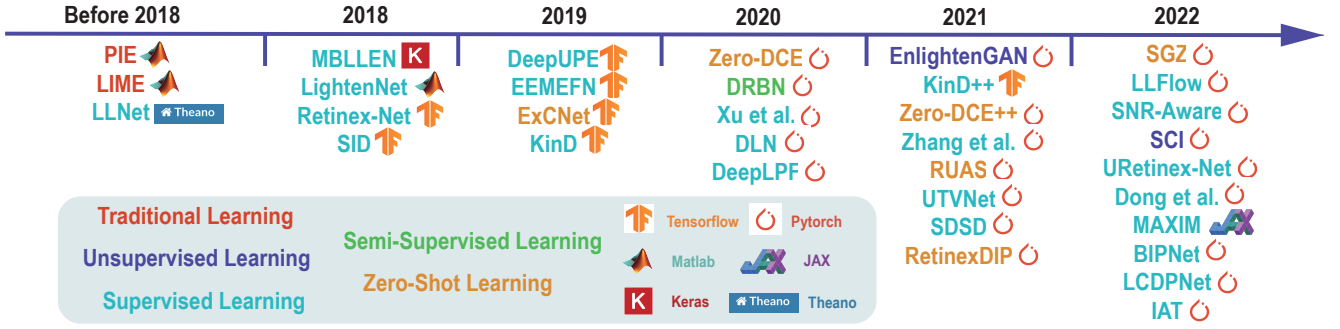 Before 2018
2018
2019
2020
2021
2022
PIE
LIME
LLNet Theano
MBLLEN K
LightenNet
Retinex-Net
SID
DeepUPE
EEMEFN
ExCNet
KinD
Zero-DCE
DRBN
Xu et al.
DLN
DeepLPF
EnlightenGAN
KinD++
Zero-DCE++
Zhang et al.
RUAS
UTVNet
SDSD
RetinexDIP
SGZ
LLFlow
SNR-Aware
SCI
URetinex-Net
Dong et al.
MAXIM
BIPNet
LCDPNet
IAT
Traditional Learning
Unsupervised Learning
Supervised Learning
Semi-Supervised Learning
Zero-Shot Learning
Tensorflow
Pytorch
Matlab
JAX
K Keras
Theano Theano